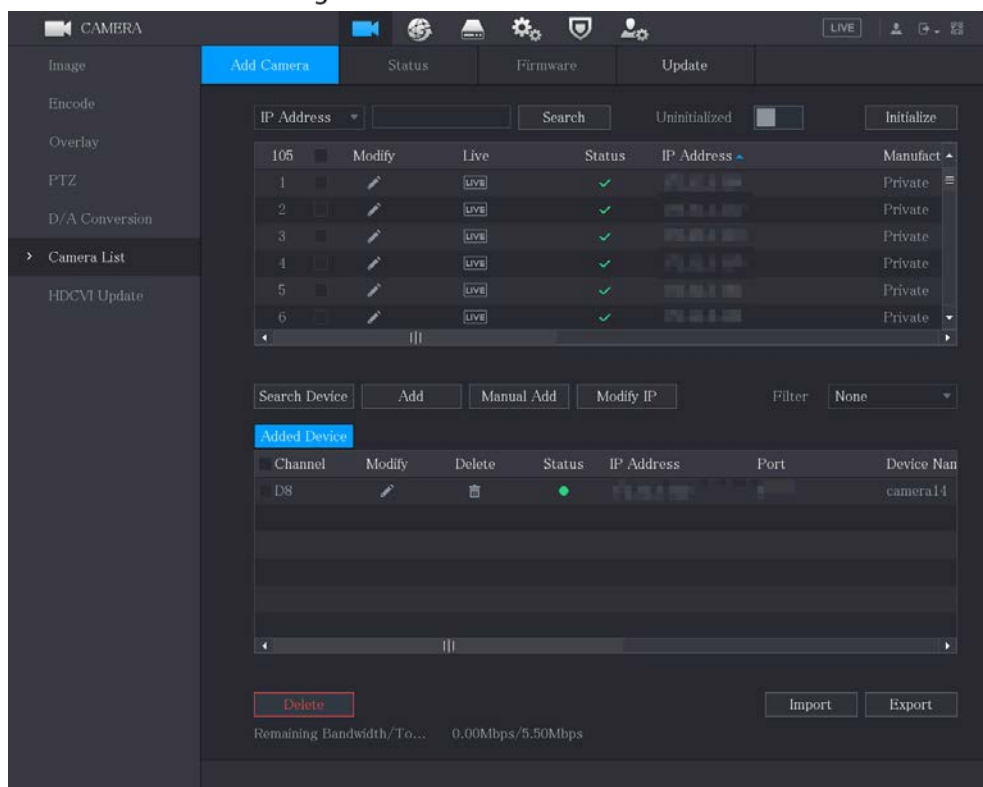 CAMERA LIVE
Image Add Camera Status Firmware Update
Encode
IP Address Search Uninitialized Initialize
Overlay
105 Modify Live Status IP Address Manufact
PTZ
1 LIVE Private
2 LIVE Private
D/A Conversion
3 LIVE Private
Camera List
4 LIVE Private
5 LIVE Private
HDCVI Update
6 LIVE Private
Search Device Add Manual Add Modify IP Filter None
Added Device
Channel Modify Delete Status IP Address Port Device Nan
D8 camera14
Delete Import Export
Remaining Bandwidth/To... 0.00Mbps/5.50Mbps